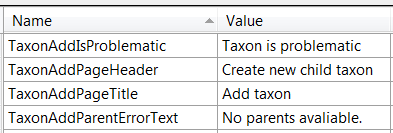 Name Value
TaxonAddIsProblematic Taxon is problematic
TaxonAddPageHeader Create new child taxon
TaxonAddPageTitle Add taxon
TaxonAddParentErrorText No parents avaliable.